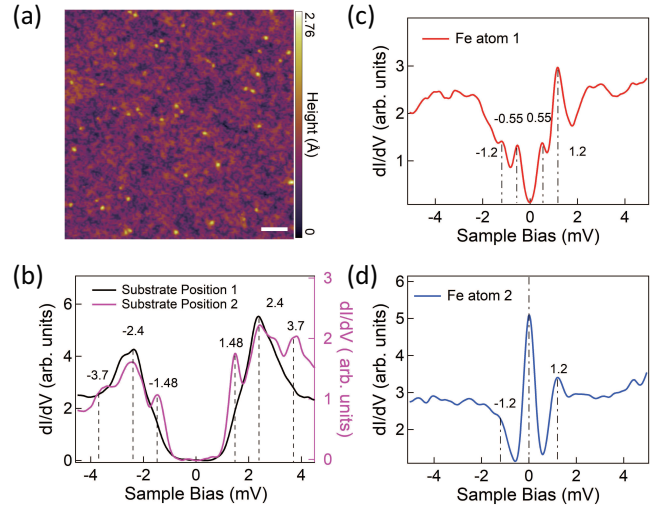 (a)
2.76
Height (Å)
0
(b)
Substrate Position 1
Substrate Position 2
-3.7
-2.4
-1.48
1.48
2.4
3.7
dI/dV (arb. units)
6
4
2
0
dI/dV (arb. units)
3
2
1
0
-4 -2 0 2 4
Sample Bias (mV)
(c)
Fe atom 1
-0.55 0.55
-1.2
1.2
dI/dV (arb. units)
3
2
1
-4 -2 0 2 4
Sample Bias (mV)
(d)
Fe atom 2
-1.2
1.2
dI/dV (arb. units)
6
5
4
3
2
-4 -2 0 2 4
Sample Bias (mV)